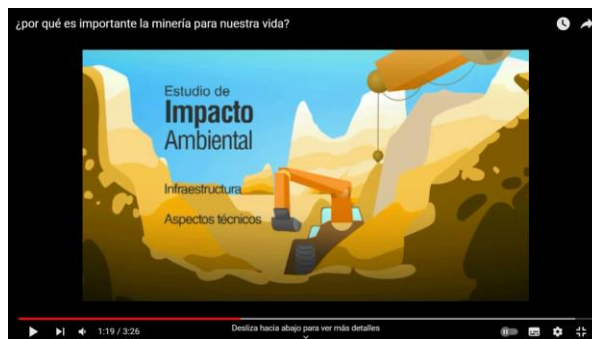 ¿por qué es importante la minería para nuestra vida?
Estudio de
Impacto
Ambiental
Infraestructura
Aspectos técnicos
1:19 / 3:26
Desliza hacia abajo para ver más detalles